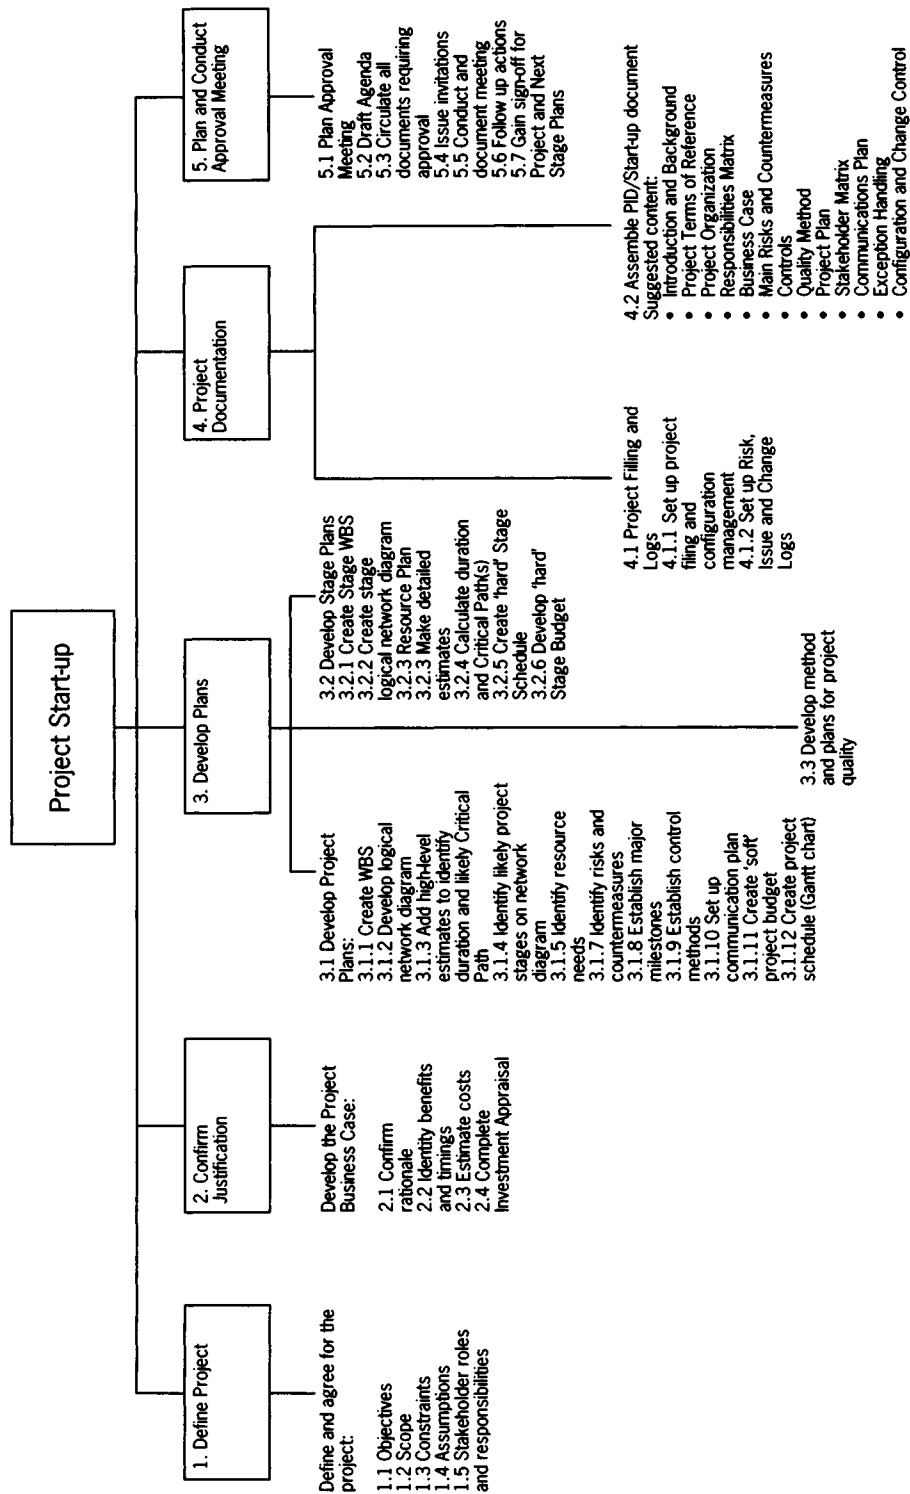 Project Start-up
1. Define Project
Define and agree for the
project:
1.1 Objectives
1.2 Scope
1.3 Constraints
1.4 Assumptions
1.5 Stakeholder roles
and responsibilities
2. Confirm
Justification
Develop the Project
Business Case:
2.1 Confirm
rationale
2.2 Identity benefits
and timings
2.3 Estimate costs
2.4 Complete
Investment Appraisal
3. Develop Plans
3.1 Develop Project
Plans:
3.1.1 Create WBS
3.1.2 Develop logical
network diagram
3.1.3 Add high-level
estimates to identify
duration and likely Critical
Path
3.1.4 Identify likely project
stages on network
diagram
3.1.5 Identify resource
needs
3.1.7 Identify risks and
countermeasures
3.1.8 Establish major
milestones
3.1.9 Establish control
methods
3.1.10 Set up
communication plan
3.1.11 Create 'soft'
project budget
3.1.12 Create project
schedule (Gantt chart)
3.2 Develop Stage Plans
3.2.1 Create Stage WBS
3.2.2 Create stage
logical network diagram
3.2.3 Resource Plan
3.2.3 Make detailed
estimates
3.2.4 Calculate duration
and Critical Path(s)
3.2.5 Create 'hard' Stage
Schedule
3.2.6 Develop 'hard'
Stage Budget
3.3 Develop method
and plans for project
quality
4. Project
Documentation
4.1 Project Filling and
Logs
4.1.1 Set up project
filing and
configuration
management
4.1.2 Set up Risk,
Issue and Change
Logs
4.2 Assemble PID/Start-up document
Suggested content:
• Introduction and Background
• Project Terms of Reference
• Project Organization
• Responsibilities Matrix
• Business Case
• Main Risks and Countermeasures
• Controls
• Quality Method
• Project Plan
• Stakeholder Matrix
• Communications Plan
• Exception Handling
• Configuration and Change Control
5. Plan and Conduct
Approval Meeting
5.1 Plan Approval
Meeting
5.2 Draft Agenda
5.3 Circulate all
documents requiring
approval
5.4 Issue invitations
5.5 Conduct and
document meeting
5.6 Follow up actions
5.7 Gain sign-off for
Project and Next
Stage Plans